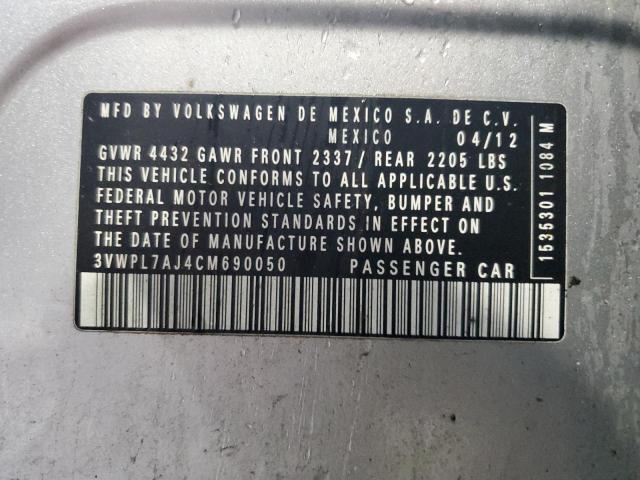 MFD BY VOLKSWAGEN DE MEXICO S.A. DE C.V.
MEXICO 04/12
GVWR 4432 GAWR FRONT 2337/ REAR 2205 LBS
THIS VEHICLE CONFORMS TO ALL APPLICABLE U.S.
FEDERAL MOTOR VEHICLE SAFETY, BUMPER AND
THEFT PREVENTION STANDARDS IN EFFECT ON
THE DATE OF MANUFACTURE SHOWN ABOVE.
3VWPL7AJ4CM690050 PASSENGER CAR
1535301 1084 M